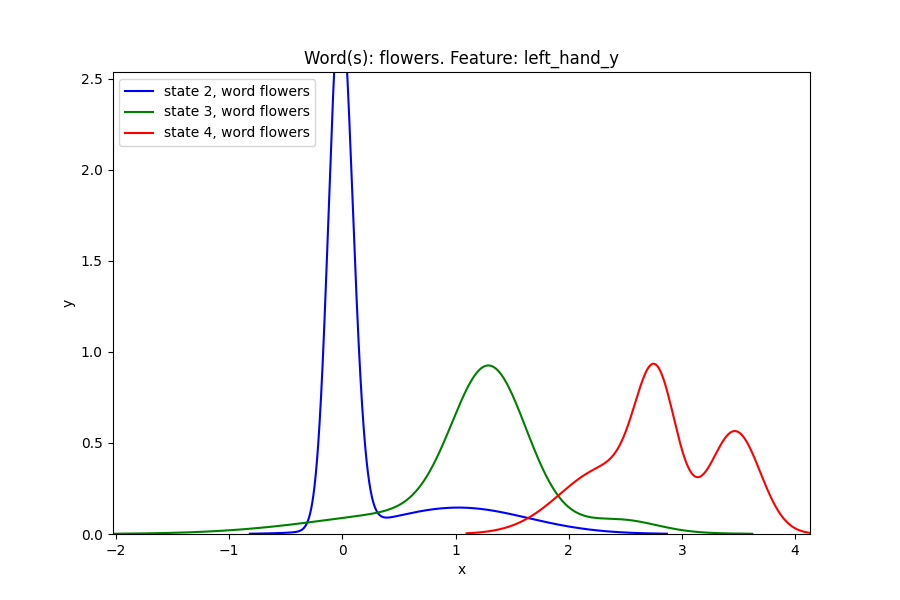 Word(s): flowers. Feature: left_hand_y
2.5
2.0
1.5
1.0
0.5
0.0
y
state 2, word flowers
state 3, word flowers
state 4, word flowers
−2
−1
0
1
2
3
4
x